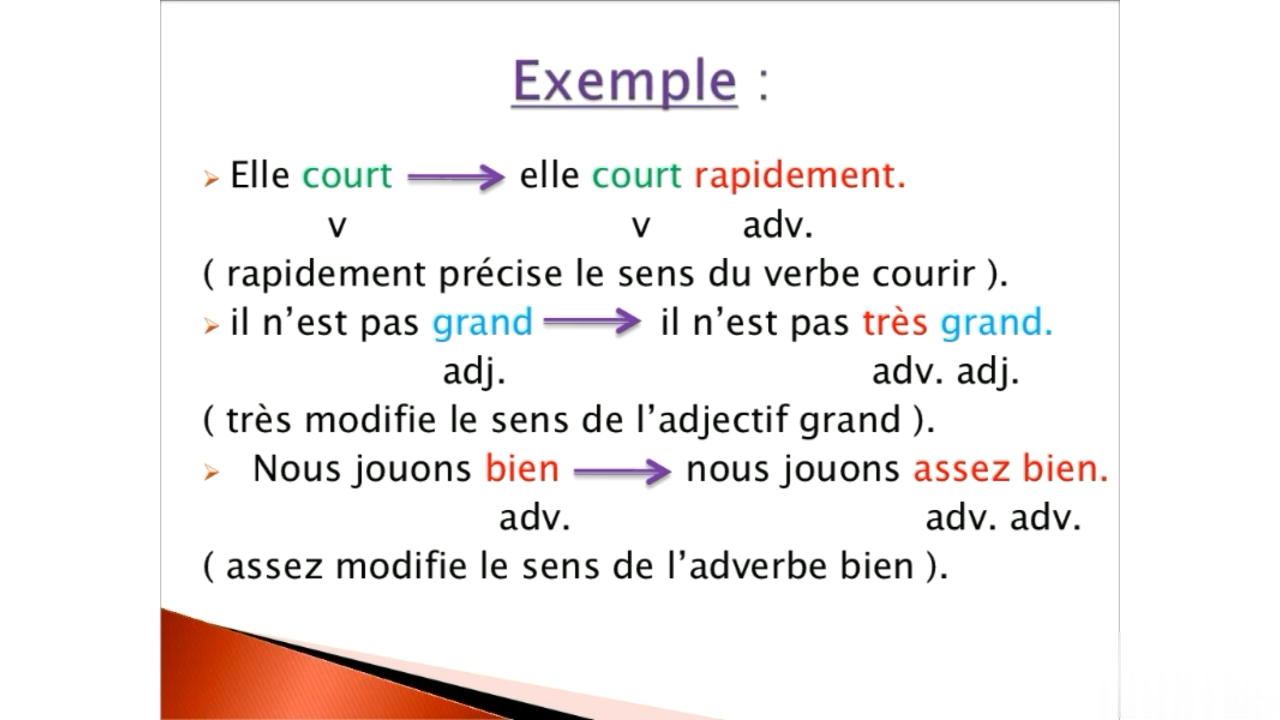 Exemple :
Elle court elle court rapidement.
v v adv.
( rapidement précise le sens du verbe courir ).
il n’est pas grand il n’est pas très grand.
adj. adv. adj.
( très modifie le sens de l’adjectif grand ).
Nous jouons bien nous jouons assez bien.
adv. adv. adv.
( assez modifie le sens de l’adverbe bien ).